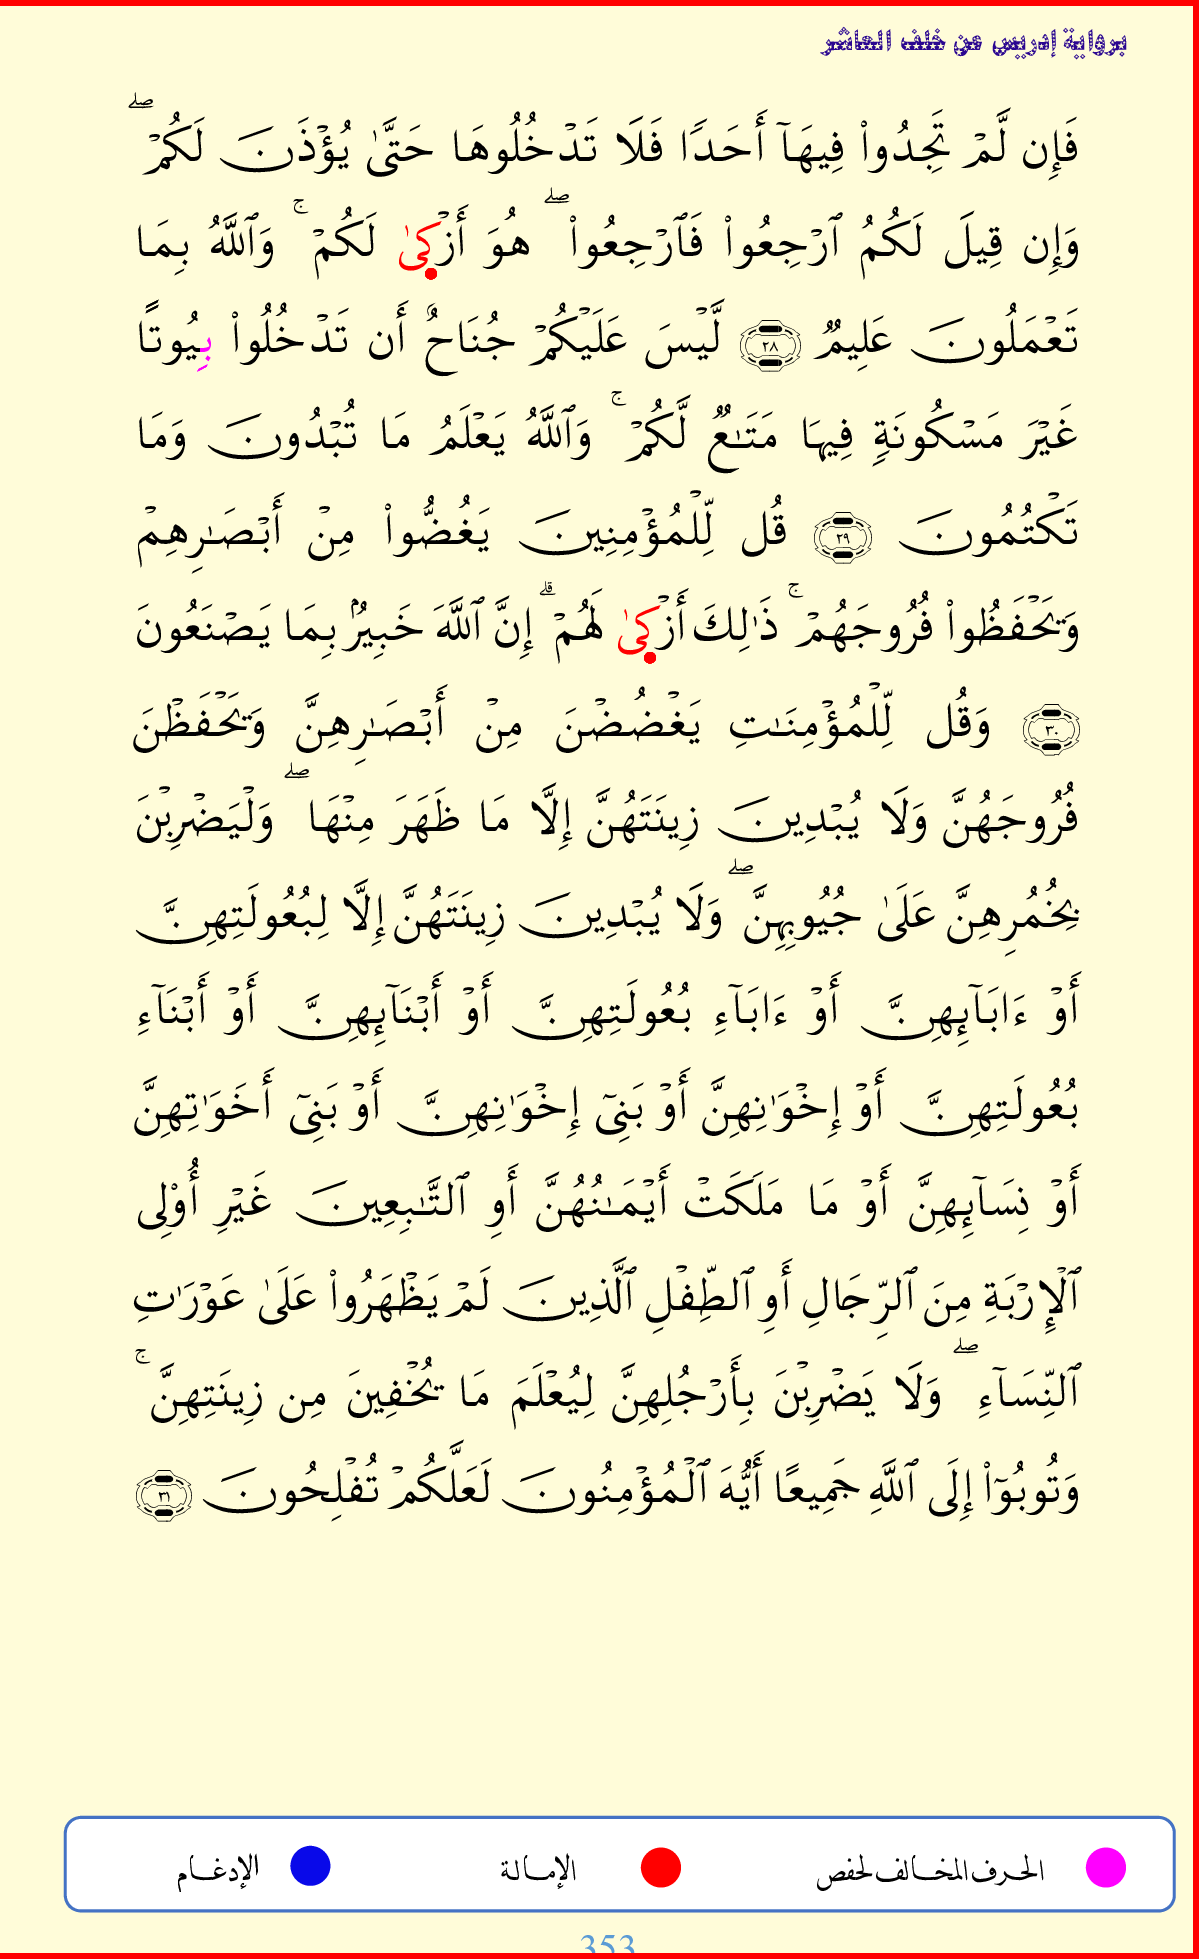 برواية إدريس عن خلف العاشر
فَإِن لَّمْ تَجِدُوا۟ فِيهَآ أَحَدًا فَلَا تَدْخُلُوهَا حَتَّىٰ يُؤْذَنَ لَكُمْ ۖ
وَإِن قِيلَ لَكُمُ ٱرْجِعُوا۟ فَٱرْجِعُوا۟ ۖ هُوَ أَزْكَىٰ لَكُمْ ۚ وَٱللَّهُ بِمَا
تَعْمَلُونَ عَلِيمٌ ٢٨ لَّيْسَ عَلَيْكُمْ جُنَاحٌ أَن تَدْخُلُوا۟ بِيُوتًا
غَيْرَ مَسْكُونَةٍ فِيهَا مَتَـٰعٌ لَّكُمْ ۚ وَٱللَّهُ يَعْلَمُ مَا تُبْدُونَ وَمَا
تَكْتُمُونَ ٢٩ قُل لِّلْمُؤْمِنِينَ يَغُضُّوا۟ مِنْ أَبْصَـٰرِهِمْ
وَيَحْفَظُوا۟ فُرُوجَهُمْ ۚ ذَٰلِكَ أَزْكَىٰ لَهُمْ ۗ إِنَّ ٱللَّهَ خَبِيرٌۢ بِمَا يَصْنَعُونَ
٣٠ وَقُل لِّلْمُؤْمِنَـٰتِ يَغْضُضْنَ مِنْ أَبْصَـٰرِهِنَّ وَيَحْفَظْنَ
فُرُوجَهُنَّ وَلَا يُبْدِينَ زِينَتَهُنَّ إِلَّا مَا ظَهَرَ مِنْهَا ۖ وَلْيَضْرِبْنَ
بِخُمُرِهِنَّ عَلَىٰ جُيُوبِهِنَّ ۖ وَلَا يُبْدِينَ زِينَتَهُنَّ إِلَّا لِبُعُولَتِهِنَّ
أَوْ ءَابَآئِهِنَّ أَوْ ءَابَآءِ بُعُولَتِهِنَّ أَوْ أَبْنَآئِهِنَّ أَوْ أَبْنَآءِ
بُعُولَتِهِنَّ أَوْ إِخْوَٰنِهِنَّ أَوْ بَنِىٓ إِخْوَٰنِهِنَّ أَوْ بَنِىٓ أَخَوَٰتِهِنَّ
أَوْ نِسَآئِهِنَّ أَوْ مَا مَلَكَتْ أَيْمَـٰنُهُنَّ أَوِ ٱلتَّـٰبِعِينَ غَيْرِ أُو۟لِى
ٱلْإِرْبَةِ مِنَ ٱلرِّجَالِ أَوِ ٱلطِّفْلِ ٱلَّذِينَ لَمْ يَظْهَرُوا۟ عَلَىٰ عَوْرَٰتِ
ٱلنِّسَآءِ ۖ وَلَا يَضْرِبْنَ بِأَرْجُلِهِنَّ لِيُعْلَمَ مَا يُخْفِينَ مِن زِينَتِهِنَّ ۚ
وَتُوبُوٓا۟ إِلَى ٱللَّهِ جَمِيعًا أَيُّهَ ٱلْمُؤْمِنُونَ لَعَلَّكُمْ تُفْلِحُونَ ٣١
الحرف المخالف لحفص الإمالة الإدغام
353